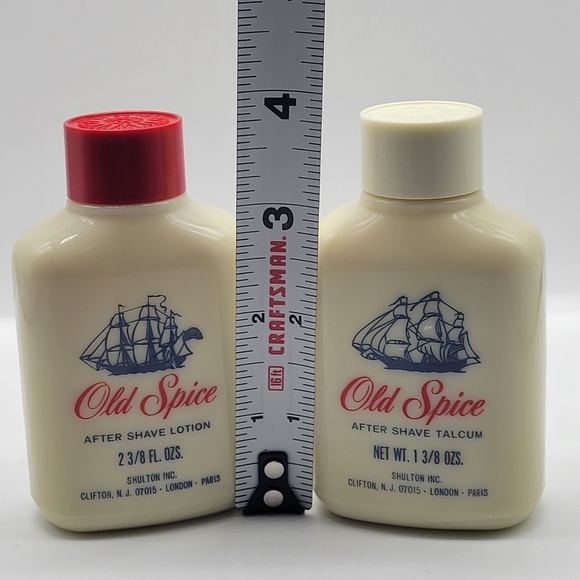 Old Spice
AFTER SHAVE LOTION
2 3/8 FL. OZS.
SHULTON INC.
CLIFTON, N. J. 07015 · LONDON · PARIS
4
3
2 2
1 1
CRAFTSMAN®
16 ft
Old Spice
AFTER SHAVE TALCUM
NET WT. 1 3/8 OZS.
SHULTON INC.
CLIFTON, N. J. 07015 · LONDON · PARIS